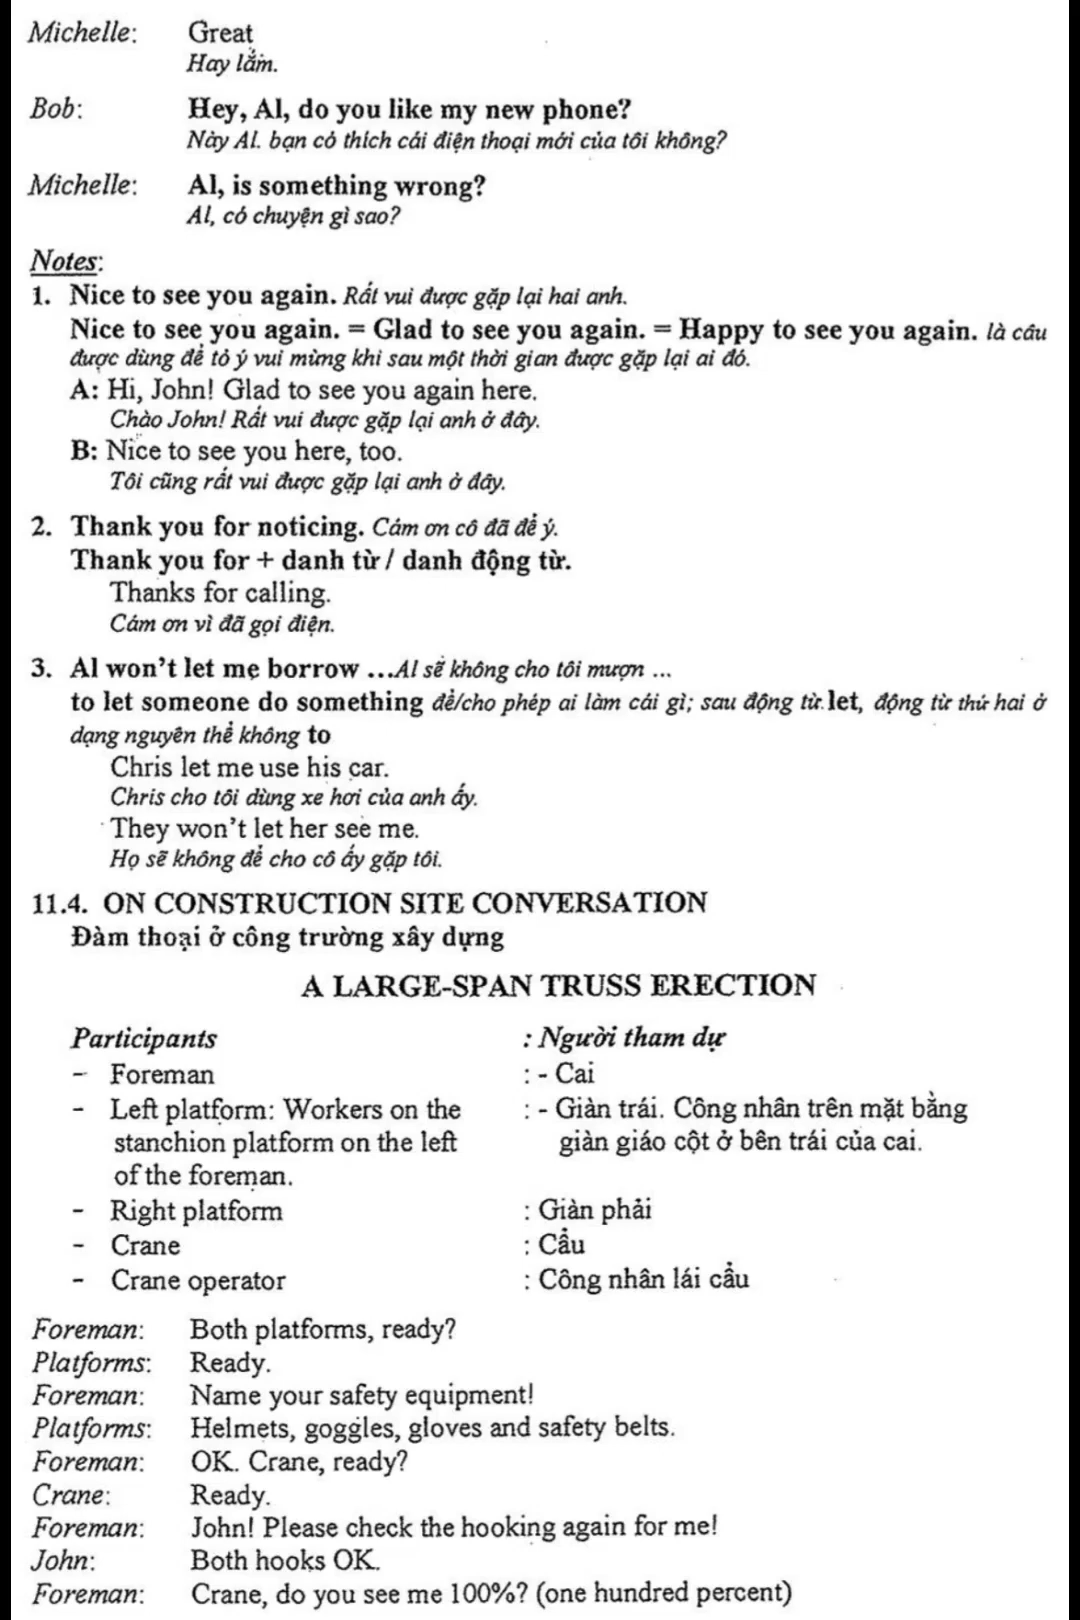 Michelle: Great
Hay lắm.
Bob: Hey, Al, do you like my new phone?
Này Al. bạn có thích cái điện thoại mới của tôi không?
Michelle: Al, is something wrong?
Al, có chuyện gì sao?
Notes:
1. Nice to see you again. Rất vui được gặp lại hai anh.
Nice to see you again. = Glad to see you again. = Happy to see you again. là câu
được dùng để tỏ ý vui mừng khi sau một thời gian được gặp lại ai đó.
A: Hi, John! Glad to see you again here.
Chào John! Rất vui được gặp lại anh ở đây.
B: Nice to see you here, too.
Tôi cũng rất vui được gặp lại anh ở đây.
2. Thank you for noticing. Cám ơn cô đã để ý.
Thank you for + danh từ / danh động từ.
Thanks for calling.
Cám ơn vì đã gọi điện.
3. Al won't let me borrow ...Al sẽ không cho tôi mượn ...
to let someone do something để/cho phép ai làm cái gì; sau động từ let, động từ thứ hai ở
dạng nguyên thể không to
Chris let me use his car.
Chris cho tôi dùng xe hơi của anh ấy.
They won't let her see me.
Họ sẽ không để cho cô ấy gặp tôi.
11.4. ON CONSTRUCTION SITE CONVERSATION
Đàm thoại ở công trường xây dựng
A LARGE-SPAN TRUSS ERECTION
Participants : Người tham dự
- Foreman : - Cai
- Left platform: Workers on the : - Giàn trái. Công nhân trên mặt bằng
stanchion platform on the left giàn giáo cột ở bên trái của cai.
of the foreman.
- Right platform : Giàn phải
- Crane : Cẩu
- Crane operator : Công nhân lái cẩu
Foreman: Both platforms, ready?
Platforms: Ready.
Foreman: Name your safety equipment!
Platforms: Helmets, goggles, gloves and safety belts.
Foreman: OK. Crane, ready?
Crane: Ready.
Foreman: John! Please check the hooking again for me!
John: Both hooks OK.
Foreman: Crane, do you see me 100%? (one hundred percent)